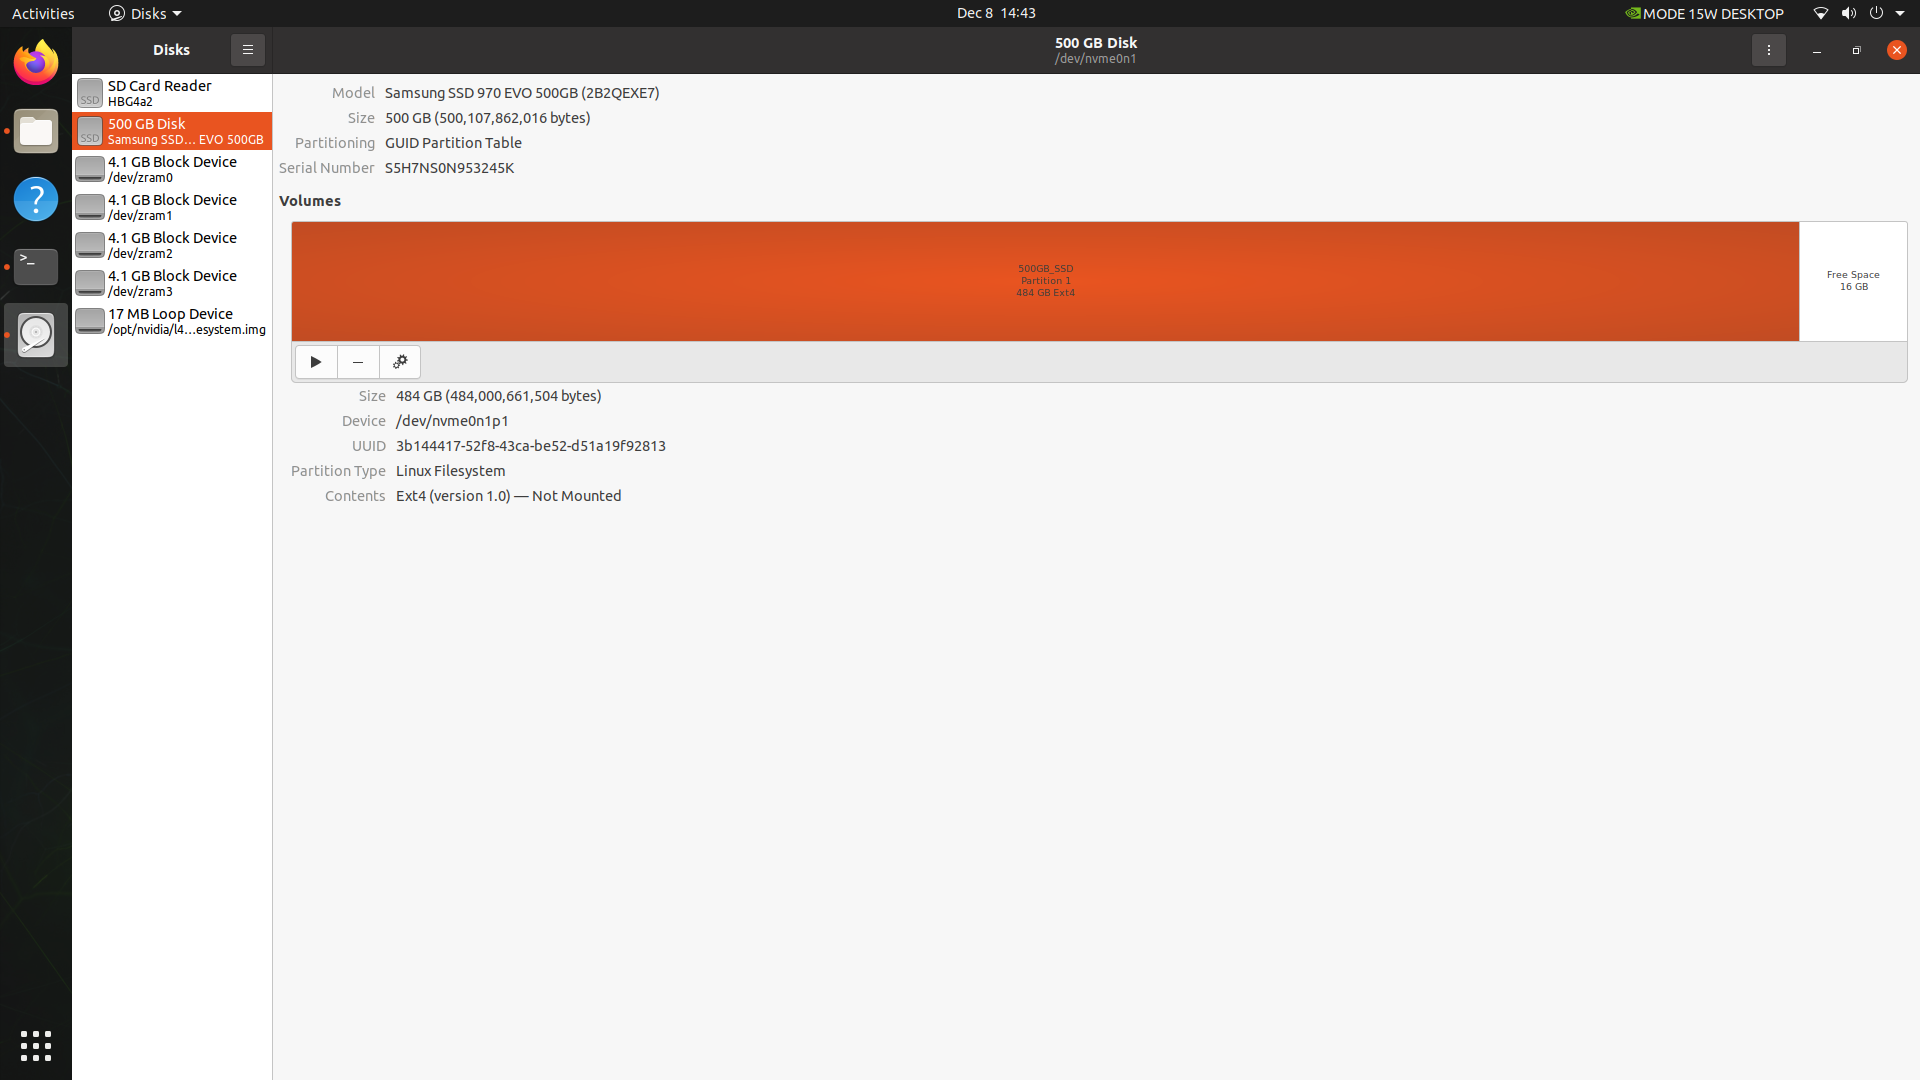 Activities
Disks
Dec 8 14:43
MODE 15W DESKTOP
Disks
500 GB Disk
/dev/nvme0n1
SD Card Reader
HBG4a2
500 GB Disk
Samsung SSD… EVO 500GB
4.1 GB Block Device
/dev/zram0
4.1 GB Block Device
/dev/zram1
4.1 GB Block Device
/dev/zram2
4.1 GB Block Device
/dev/zram3
17 MB Loop Device
/opt/nvidia/l4…esystem.img
SSD
SSD
Model Samsung SSD 970 EVO 500GB (2B2QEXE7)
Size 500 GB (500,107,862,016 bytes)
Partitioning GUID Partition Table
Serial Number S5H7NS0N953245K
Volumes
500GB_SSD
Partition 1
484 GB Ext4
Free Space
16 GB
Size 484 GB (484,000,661,504 bytes)
Device /dev/nvme0n1p1
UUID 3b144417-52f8-43ca-be52-d51a19f92813
Partition Type Linux Filesystem
Contents Ext4 (version 1.0) — Not Mounted